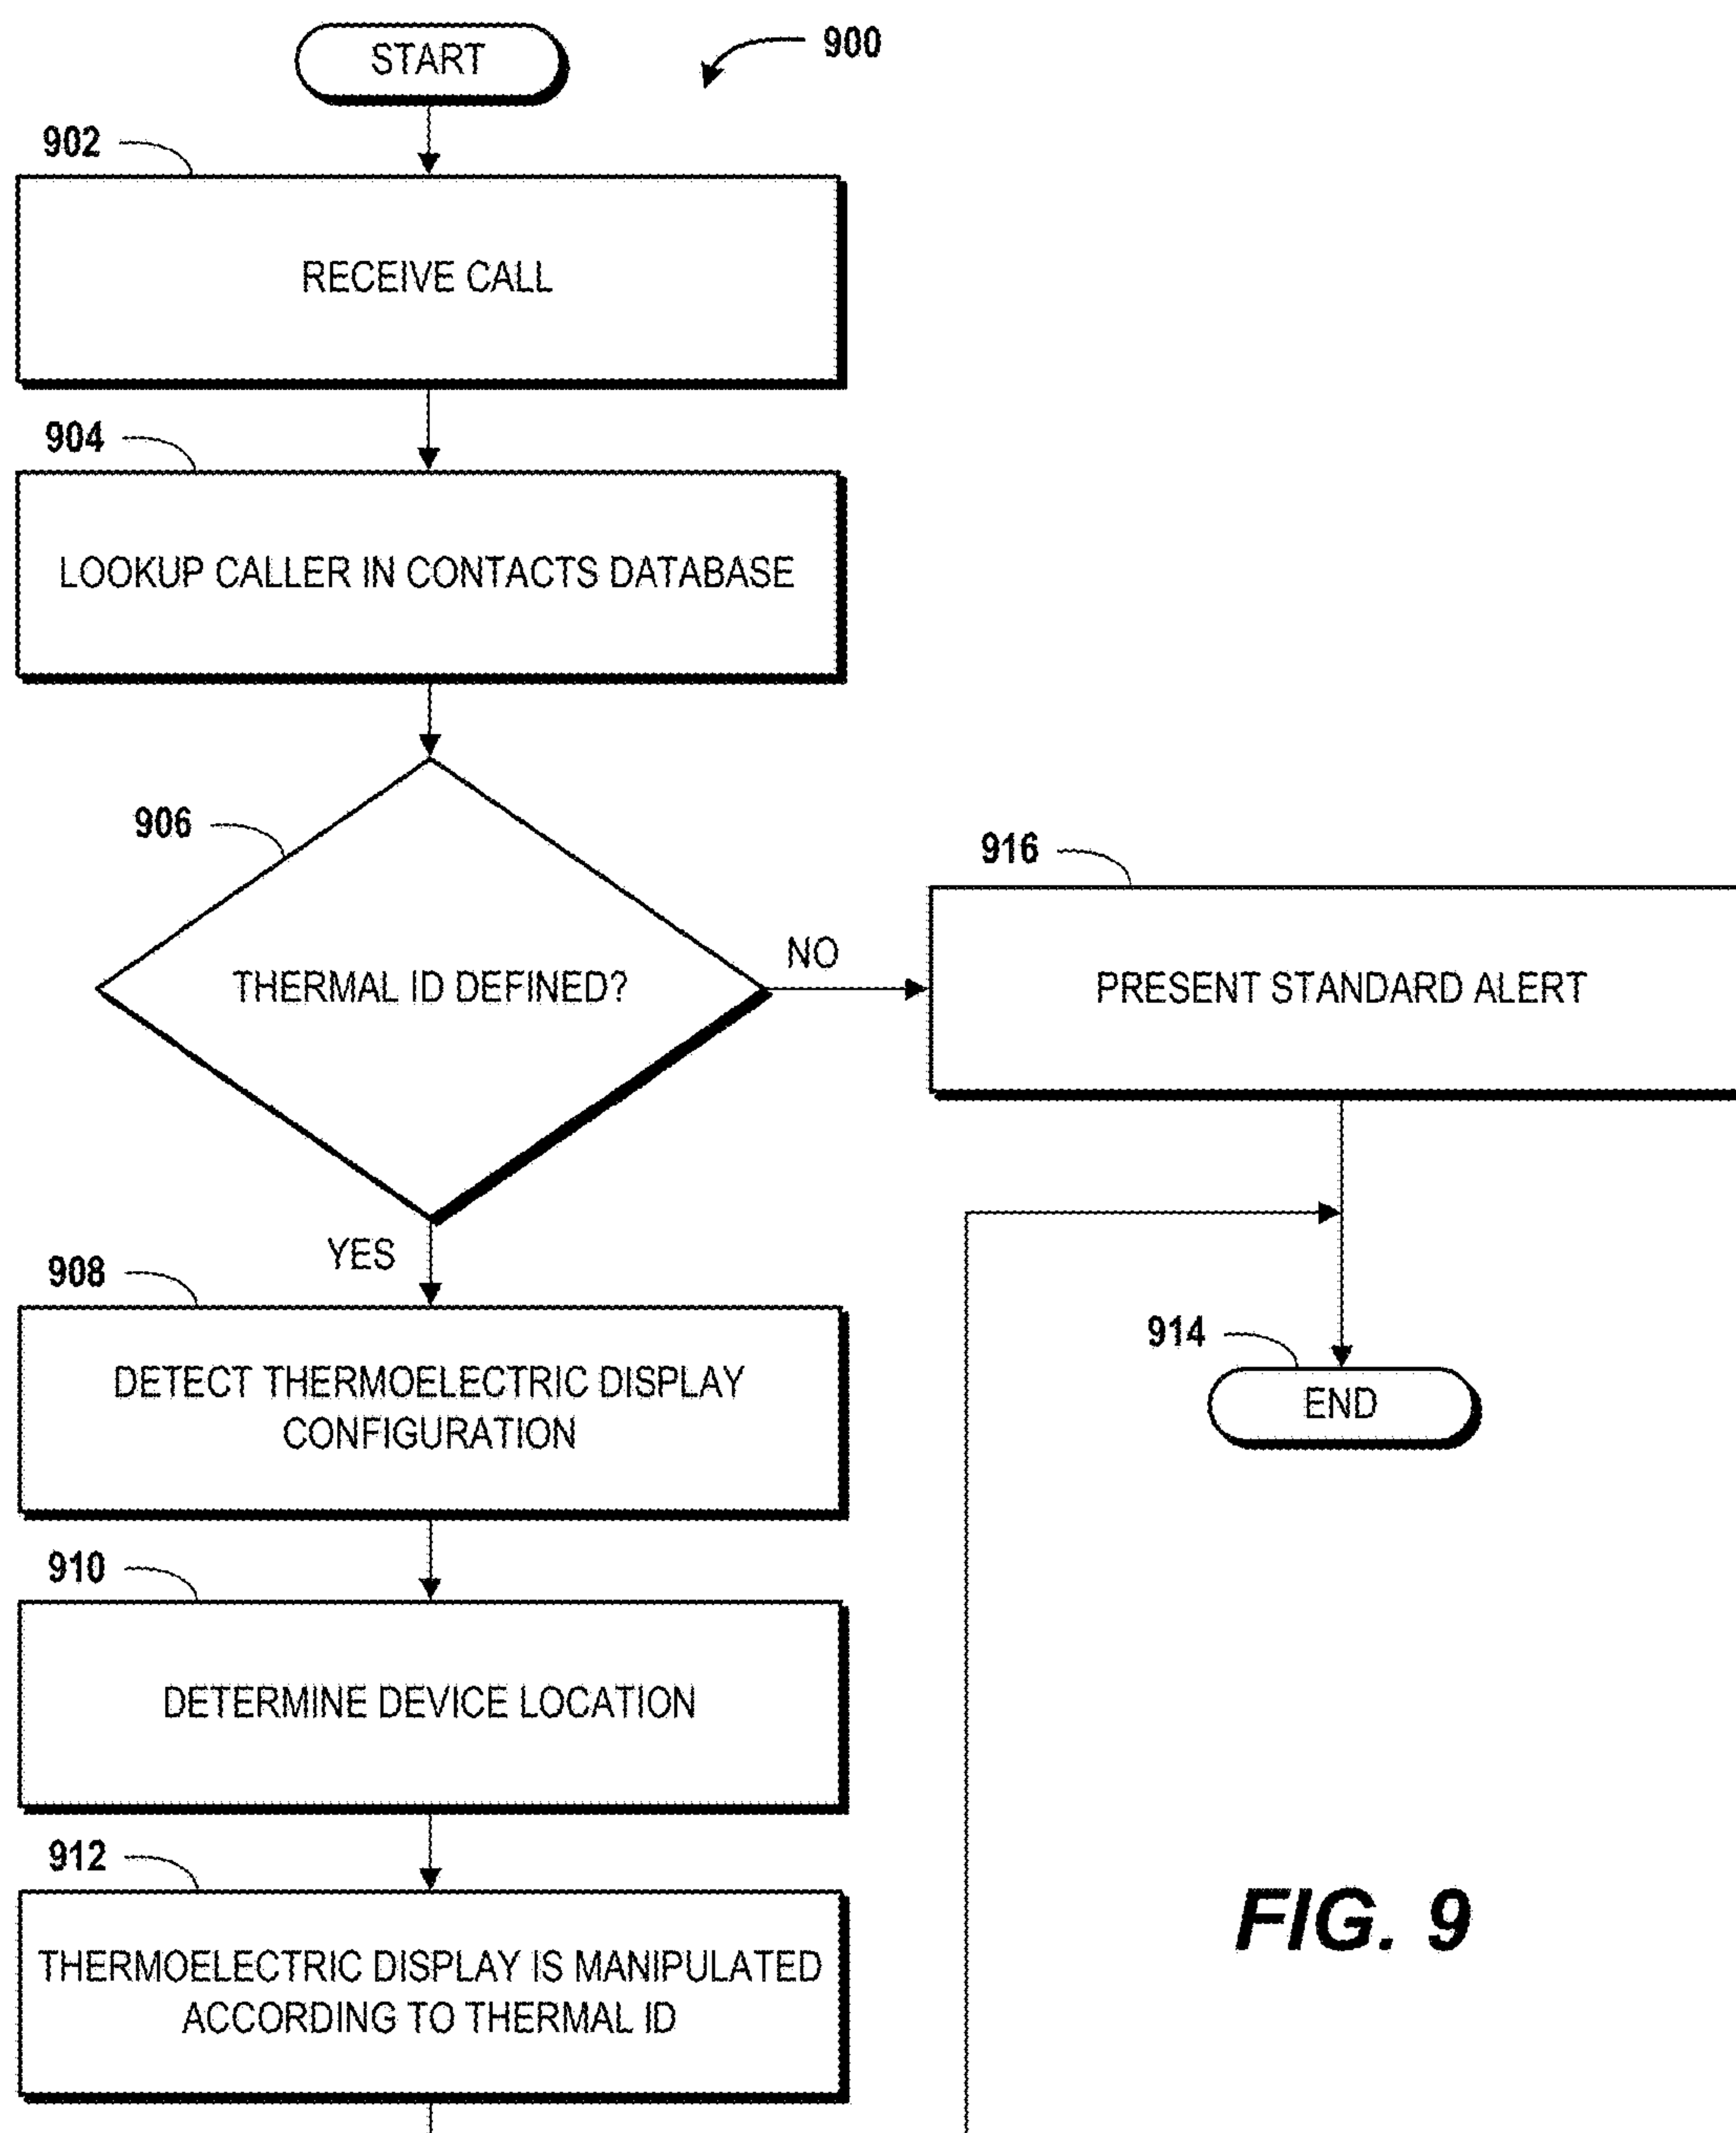 START
900
902
RECEIVE CALL
904
LOOKUP CALLER IN CONTACTS DATABASE
906
THERMAL ID DEFINED?
NO
916
PRESENT STANDARD ALERT
YES
908
DETECT THERMOELECTRIC DISPLAY
CONFIGURATION
914
END
910
DETERMINE DEVICE LOCATION
912
THERMOELECTRIC DISPLAY IS MANIPULATED
ACCORDING TO THERMAL ID
FIG. 9